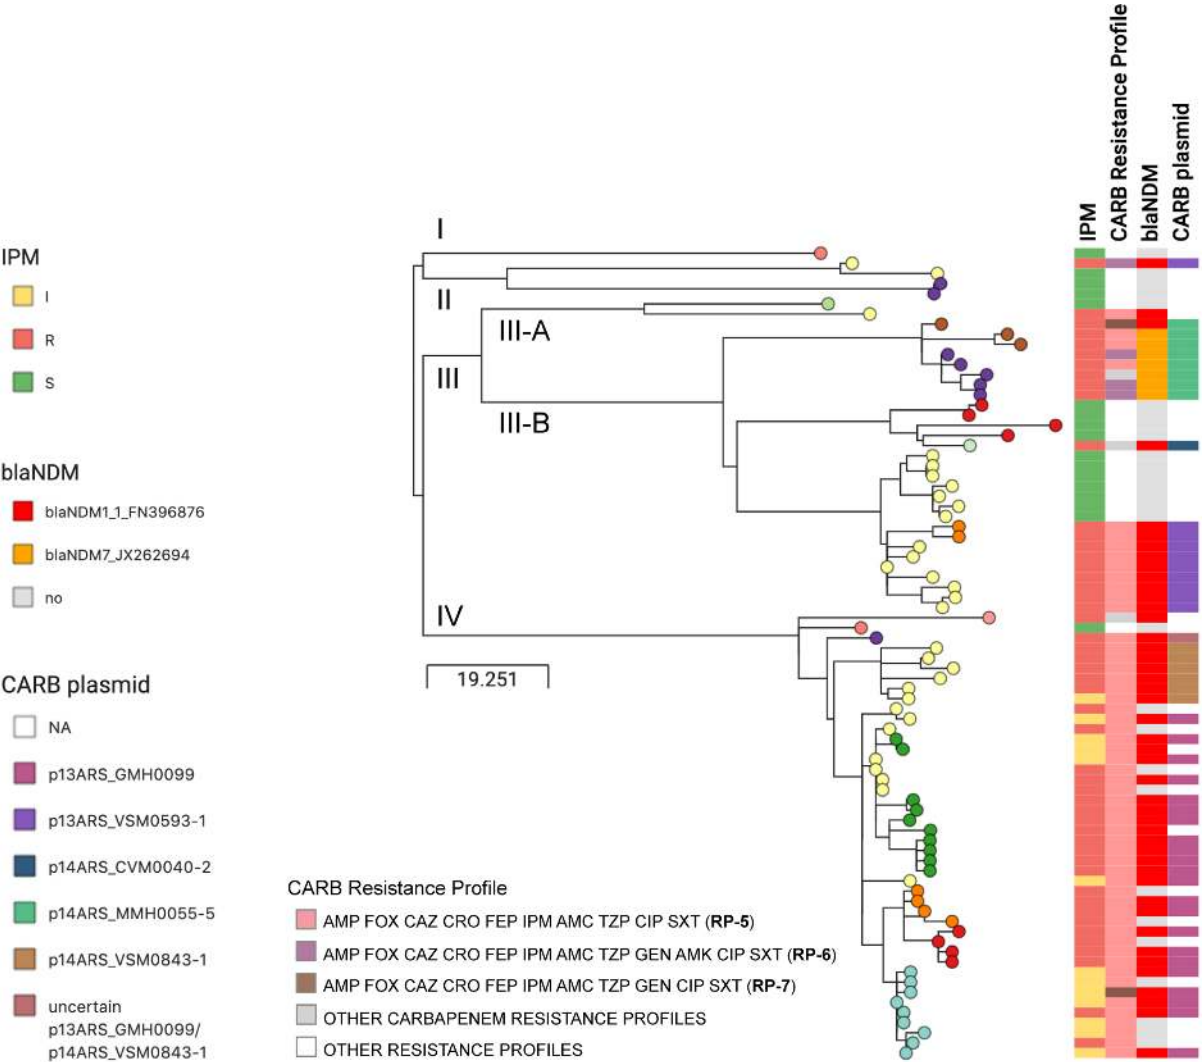 IPM
CARB Resistance Profile
blaNDM
CARB plasmid
I
II
III-A
III
III-B
IV
19.251
IPM
I
R
S
blaNDM
blaNDM1_1_FN396876
blaNDM7_JX262694
no
CARB plasmid
NA
p13ARS_GMH0099
p13ARS_VSM0593-1
p14ARS_CVM0040-2
p14ARS_MMH0055-5
p14ARS_VSM0843-1
uncertain
p13ARS_GMH0099/
p14ARS_VSM0843-1
CARB Resistance Profile
AMP FOX CAZ CRO FEP IPM AMC TZP CIP SXT (RP-5)
AMP FOX CAZ CRO FEP IPM AMC TZP GEN AMK CIP SXT (RP-6)
AMP FOX CAZ CRO FEP IPM AMC TZP GEN CIP SXT (RP-7)
OTHER CARBAPENEM RESISTANCE PROFILES
OTHER RESISTANCE PROFILES